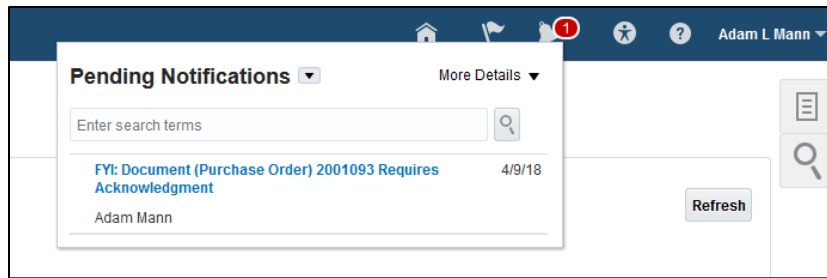 1
Adam L Mann
Pending Notifications
More Details
Enter search terms
FYI: Document (Purchase Order) 2001093 Requires
Acknowledgment
4/9/18
Adam Mann
Refresh